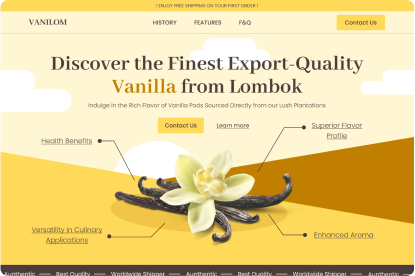 ! ENJOY FREE SHIPPING ON YOUR FIRST ORDER !
VANILOM HISTORY FEATURES F&Q Contact Us
Discover the Finest Export-Quality
Vanilla from Lombok
Indulge in the Rich Flavor of Vanilla Pods Sourced Directly from our Lush Plantations
Contact Us Learn more
Superior Flavor
Profile
Health Benefits
Versatility in Culinary
Applications
Enhanced Aroma
Aunthentic — Best Quality — Worldwide Shipper — Aunthentic — Best Quality — Worldwide Shipper — Aunthentic